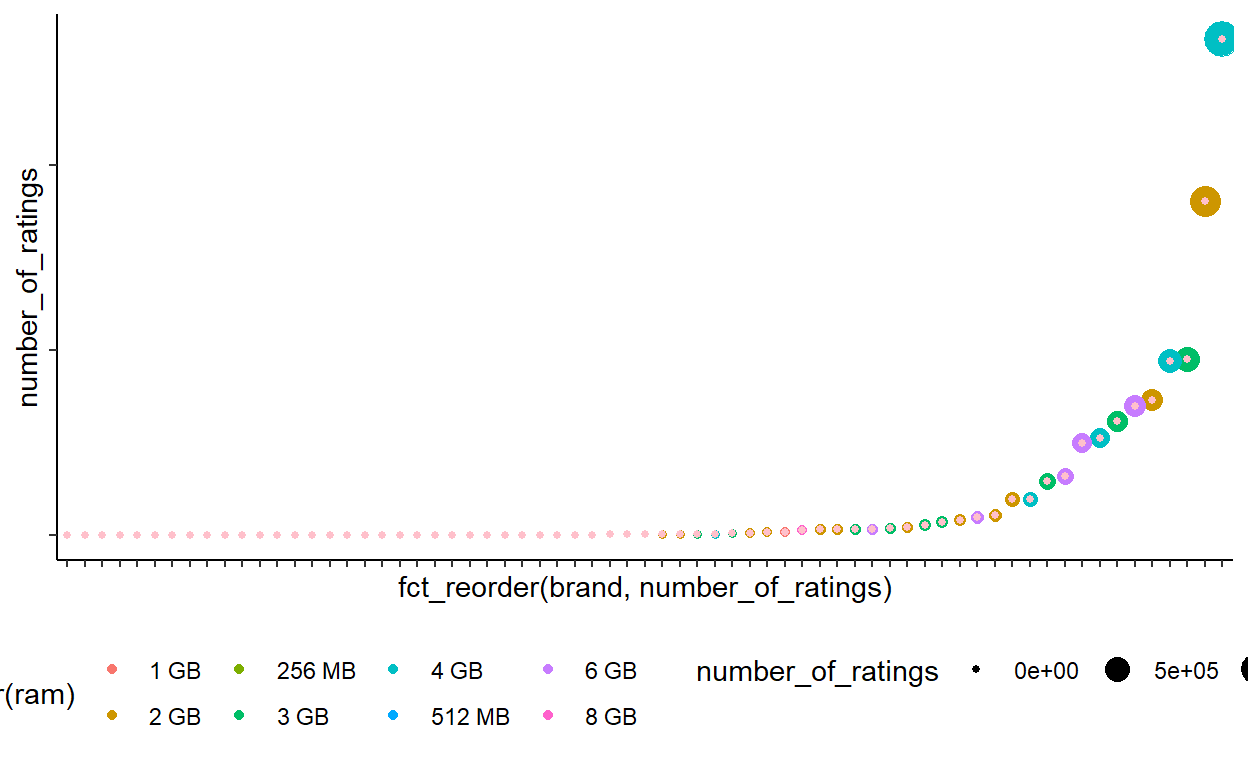 number_of_ratings
fct_reorder(brand, number_of_ratings)
r(ram)
1 GB
256 MB
4 GB
6 GB
2 GB
3 GB
512 MB
8 GB
number_of_ratings
0e+00
5e+05